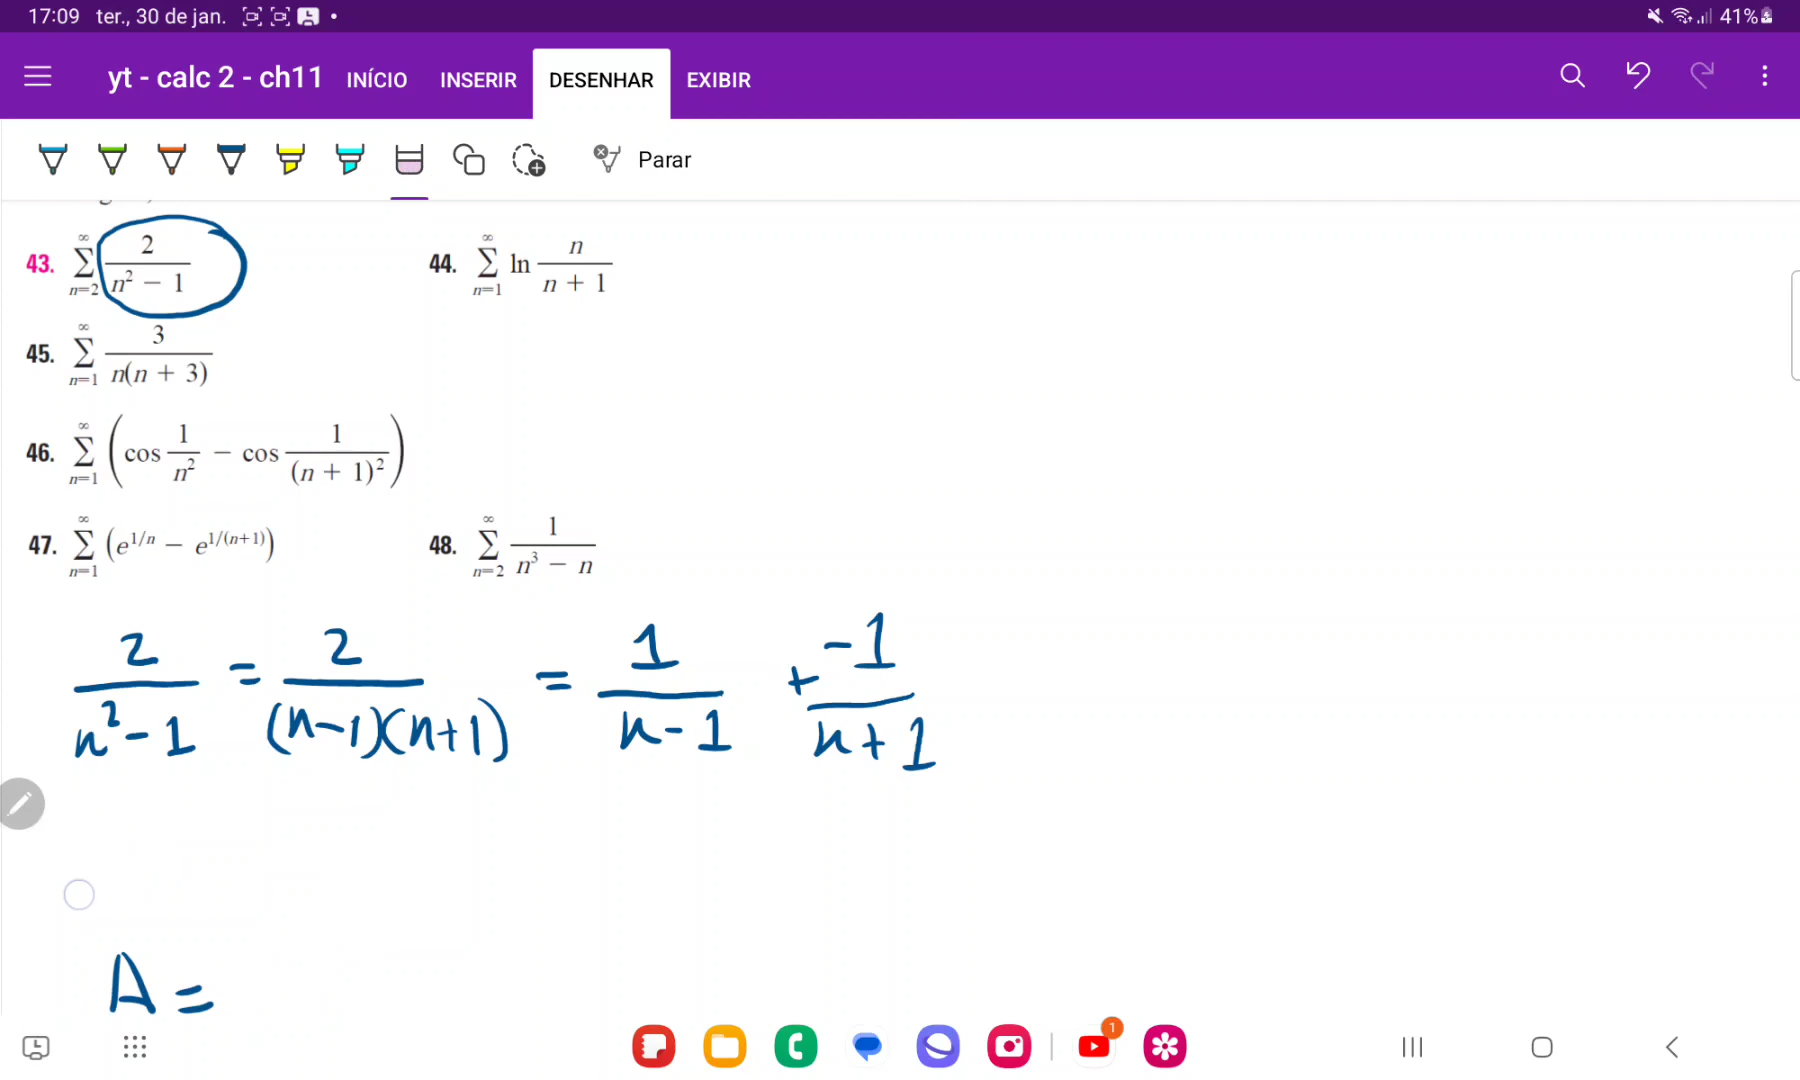 17:09 ter., 30 de jan. 41%
yt - calc 2 - ch11 INÍCIO INSERIR DESENHAR EXIBIR
Parar
43. ∞ ∑ n=2 2 / n² − 1
44. ∞ ∑ n=1 ln n / n + 1
45. ∞ ∑ n=1 3 / n(n + 3)
46. ∞ ∑ n=1 (cos 1 / n² − cos 1 / (n + 1)²)
47. ∞ ∑ n=1 (e^{1/n} − e^{1/(n+1)})
48. ∞ ∑ n=2 1 / n³ − n
2 / n² - 1 = 2 / (n-1)(n+1) = 1 / n - 1 + -1 / n + 1
A =
1